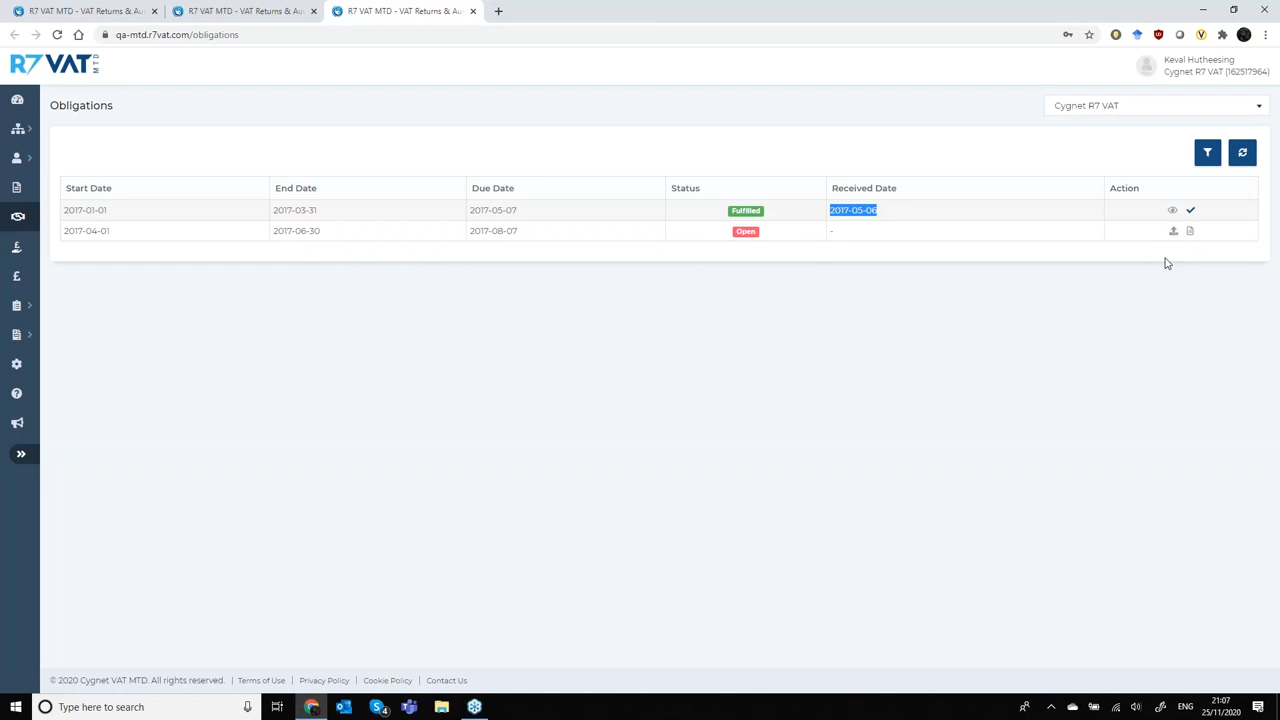 R7 VAT MTD - VAT Returns & Au
R7 VAT MTD - VAT Returns & Au
R7 VAT MTD - VAT Returns & Au
qa-mtd.r7vat.com/obligations
R7 VAT MTD
Keval Hutheesing
Cygnet R7 VAT (162517964)
Obligations
Cygnet R7 VAT
Start Date End Date Due Date Status Received Date Action
2017-01-01 2017-03-31 2017-05-07 Fulfilled 2017-05-06
2017-04-01 2017-06-30 2017-08-07 Open -
© 2020 Cygnet VAT MTD. All rights reserved. | Terms of Use | Privacy Policy | Cookie Policy | Contact Us
Type here to search
ENG
21:07
25/11/2020